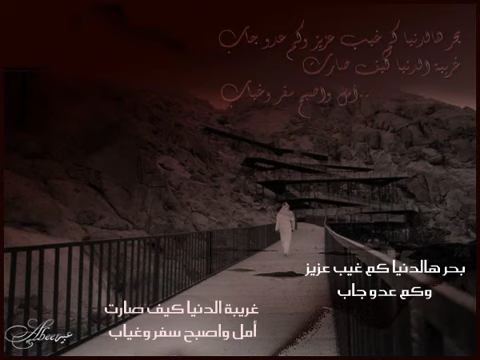 بحر هالدنيا كم غيب عزيز وكم عدو جاب
غريبة الدنيا كيف صارت
أمل واصبح سفر وغياب..
بحر هالدنيا كم غيب عزيز
وكم عدو جاب
غريبة الدنيا كيف صارت
أمل واصبح سفر وغياب
Abeer عبير